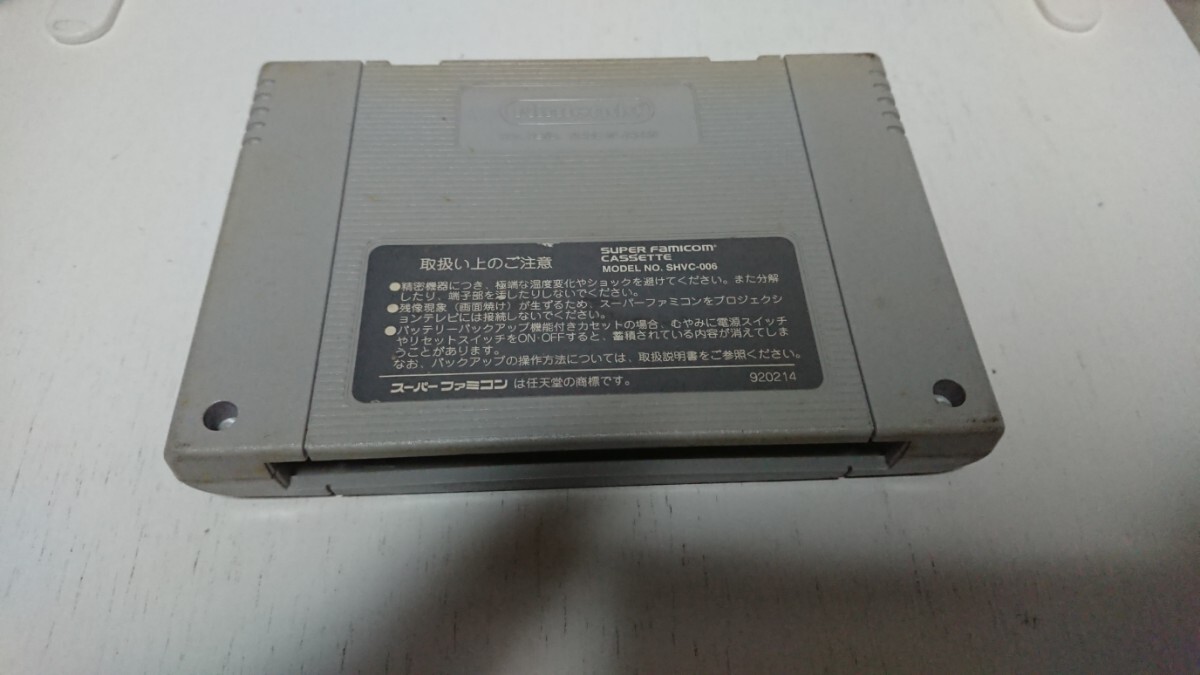 Nintendo
取扱い上のご注意
SUPER Famicom
CASSETTE
MODEL NO. SHVC-006
●精密機器につき、極端な温度変化やショックを避けてください。また分解
したり、端子部を濡したりしないでください。
●残像現象（画面焼け）が生ずるため、スーパーファミコンをプロジェクシ
ョンテレビには接続しないでください。
●バッテリーバックアップ機能付きカセットの場合、むやみに電源スイッチ
やリセットスイッチをON・OFFすると、蓄積されている内容が消えてしま
うことがあります。
なお、バックアップの操作方法については、取扱説明書をご参照ください。
スーパーファミコン は任天堂の商標です。
920214